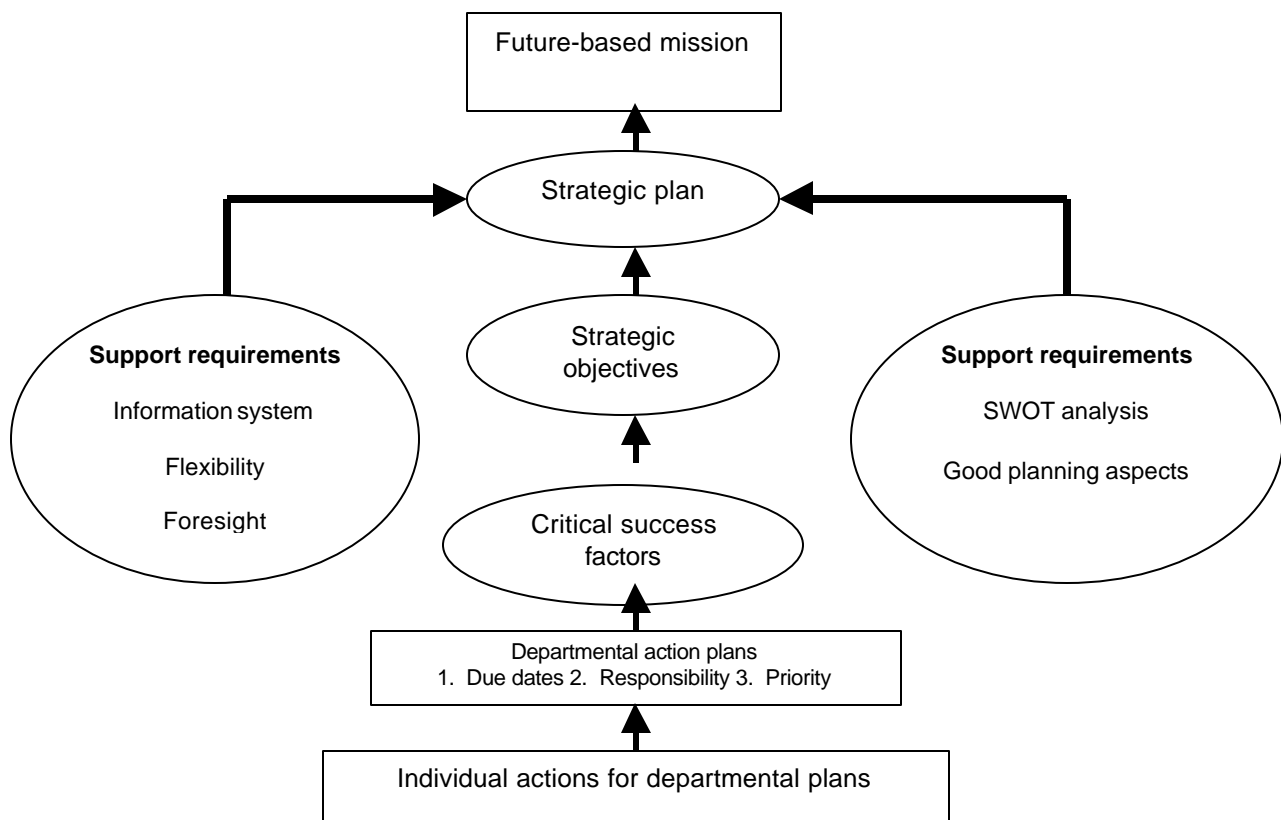 Future-based mission
Strategic plan
Support requirements
Information system
Flexibility
Foresight
Strategic
objectives
Support requirements
SWOT analysis
Good planning aspects
Critical success
factors
Departmental action plans
1. Due dates 2. Responsibility 3. Priority
Individual actions for departmental plans